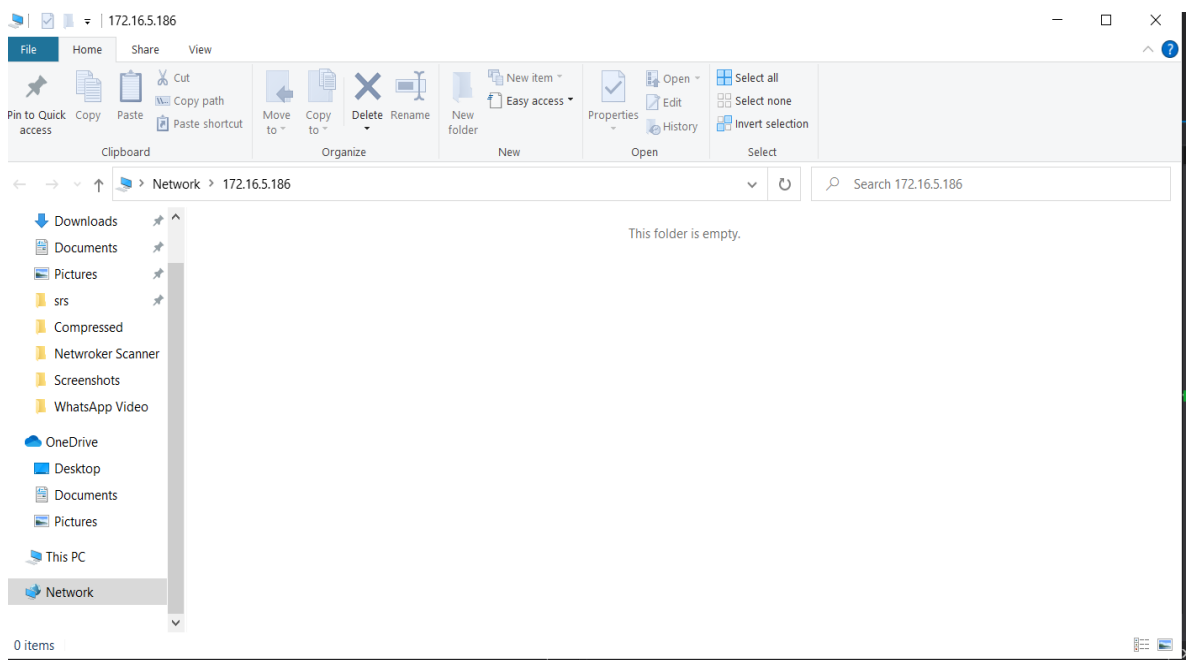 172.16.5.186
File Home Share View
Pin to Quick access
Copy
Paste
Cut
Copy path
Paste shortcut
Clipboard
Move to
Copy to
Delete
Rename
Organize
New folder
New item
Easy access
New
Properties
Open
Edit
History
Open
Select all
Select none
Invert selection
Select
Network > 172.16.5.186
Search 172.16.5.186
Downloads
Documents
Pictures
srs
Compressed
Netwroker Scanner
Screenshots
WhatsApp Video
OneDrive
Desktop
Documents
Pictures
This PC
Network
This folder is empty.
0 items